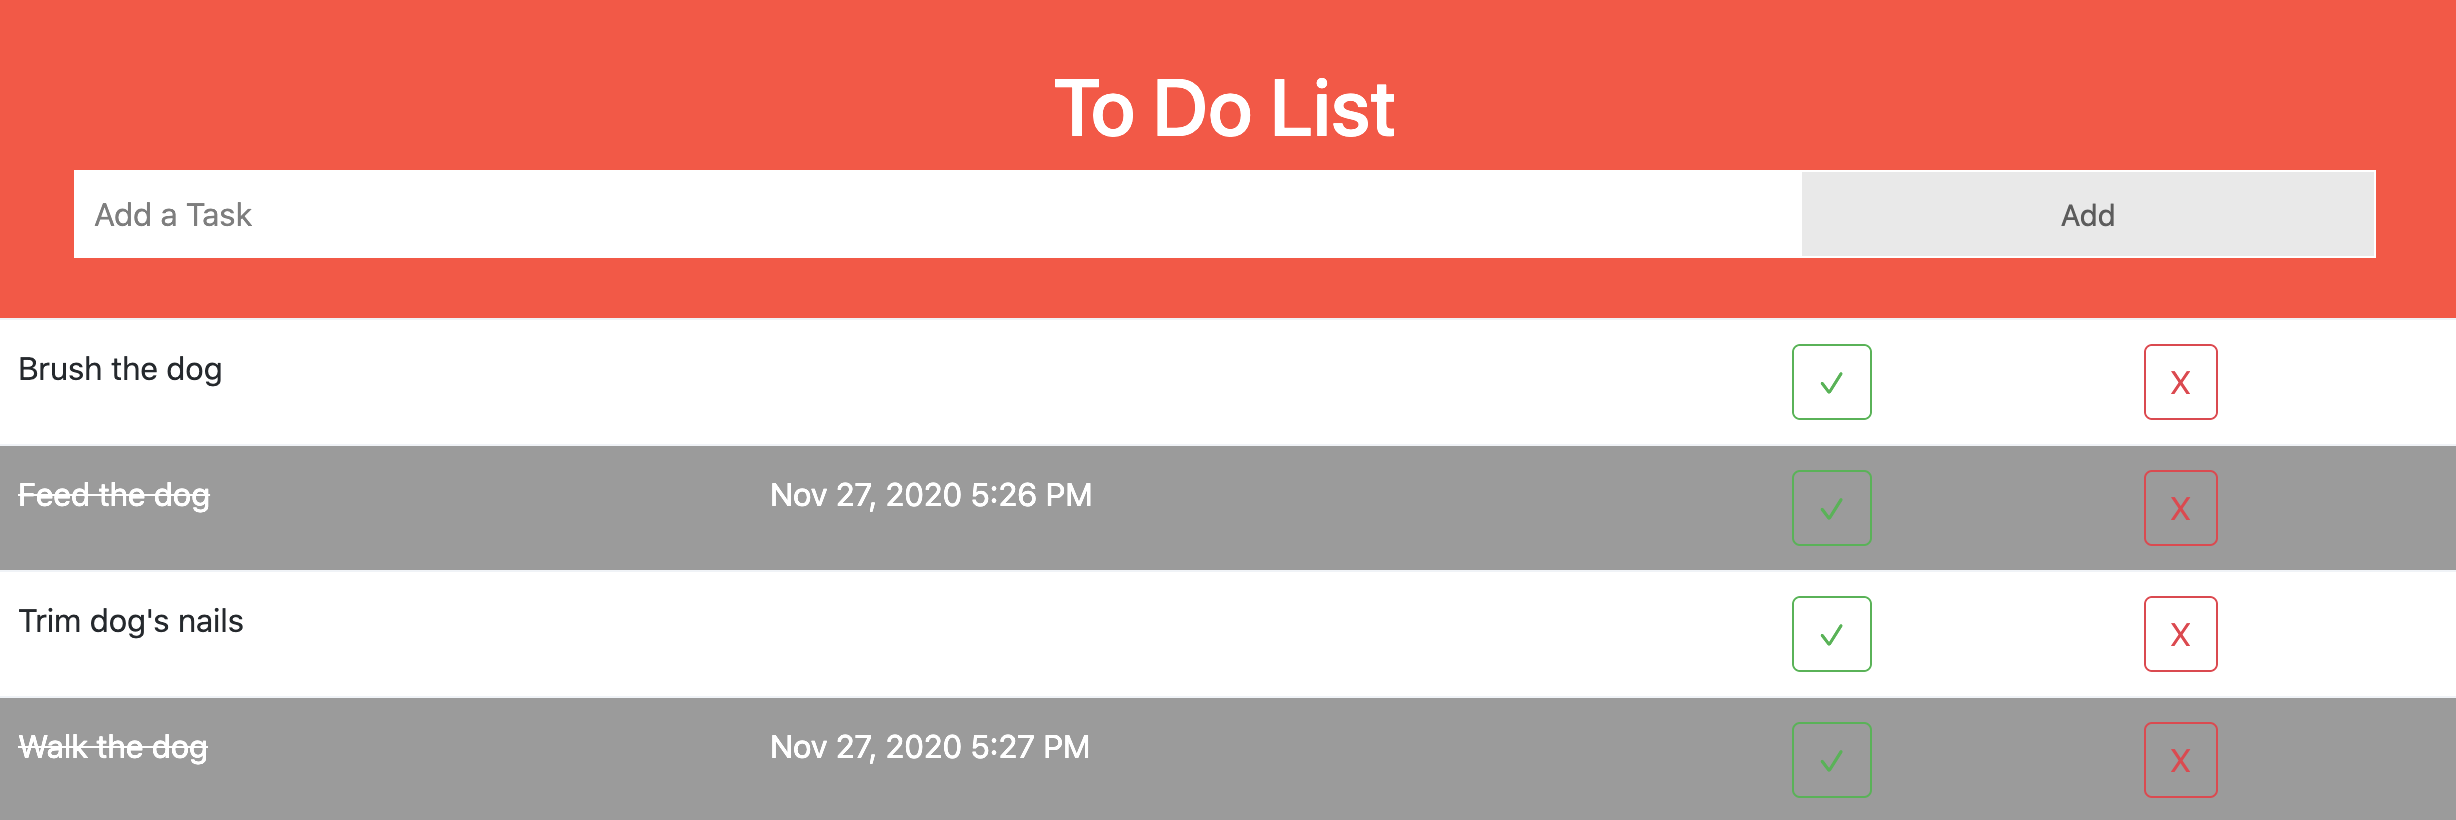 To Do List
Add a Task
Add
Brush the dog
✓
X
Feed the dog
Nov 27, 2020 5:26 PM
✓
X
Trim dog's nails
✓
X
Walk the dog
Nov 27, 2020 5:27 PM
✓
X